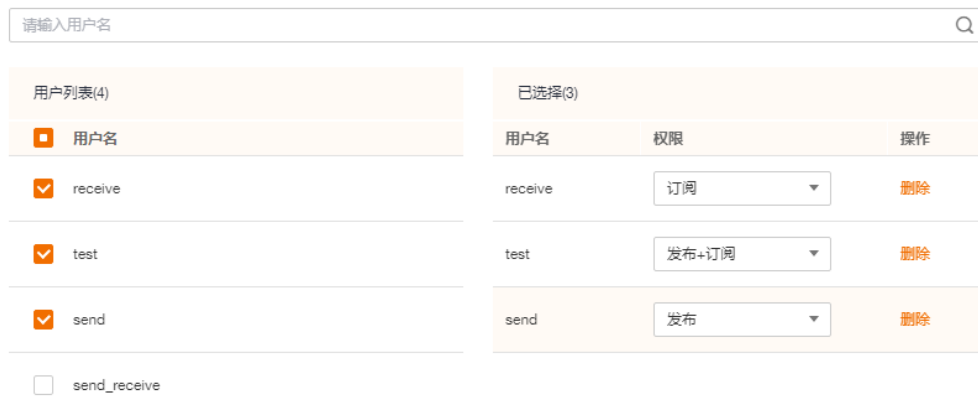 请输入用户名
用户列表(4)
用户名
receive
test
send
send_receive
已选择(3)
用户名 权限 操作
receive 订阅 删除
test 发布+订阅 删除
send 发布 删除